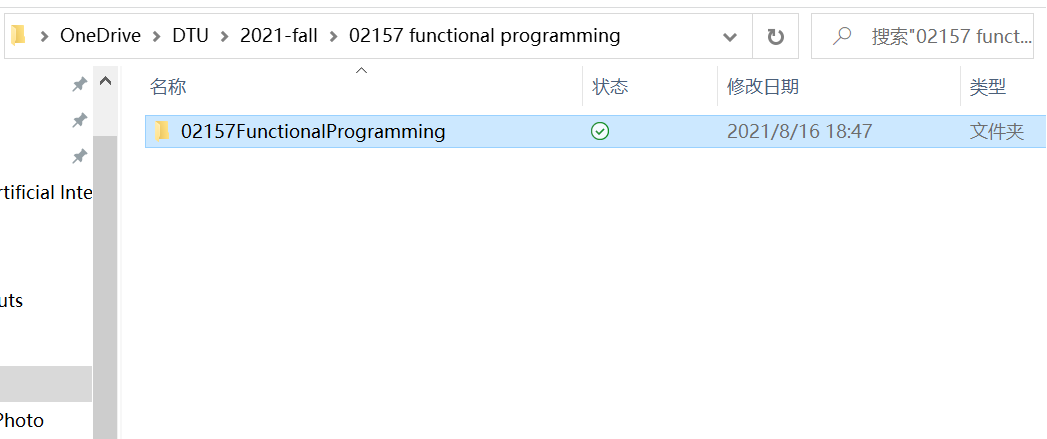 OneDrive > DTU > 2021-fall > 02157 functional programming
搜索"02157 funct...
名称 状态 修改日期 类型
02157FunctionalProgramming 2021/8/16 18:47 文件夹
rtificial Inte
uts
Photo